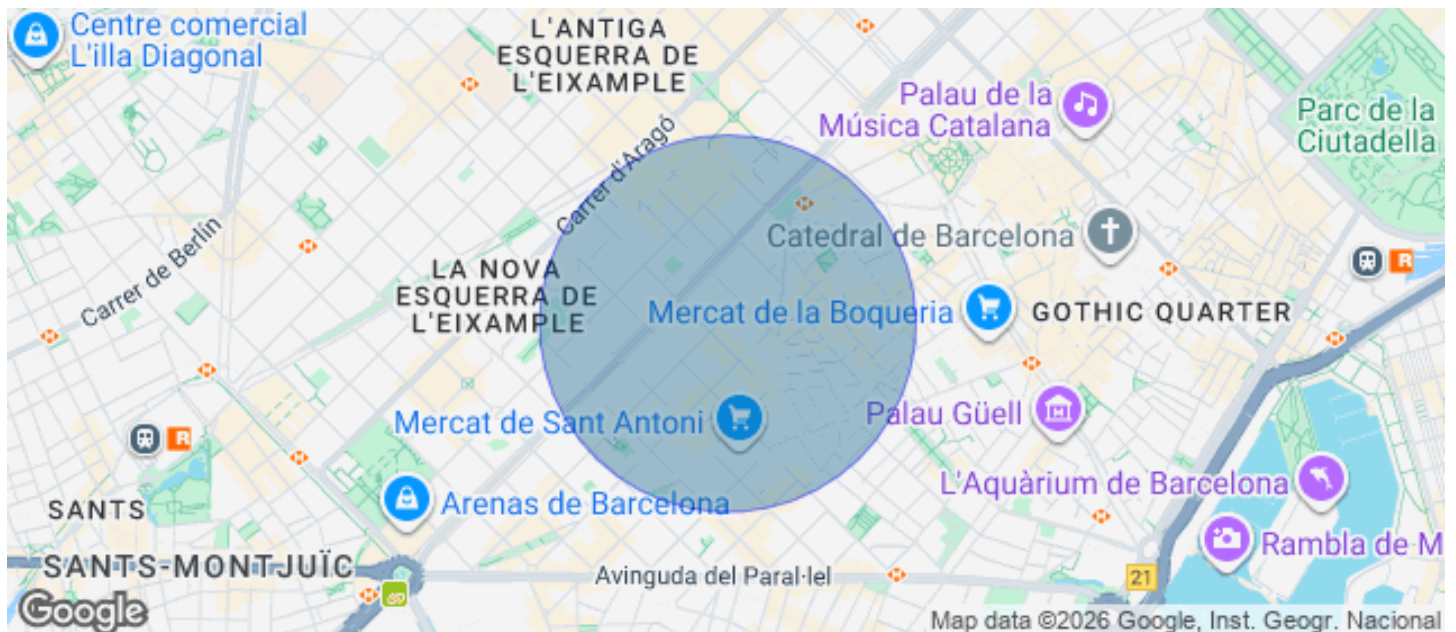 Centre comercial
L'illa Diagonal
L'ANTIGA
ESQUERRA DE
L'EIXAMPLE
Palau de la
Música Catalana
Parc de la
Ciutadella
Carrer d'Aragó
Carrer de Berlín
Catedral de Barcelona
LA NOVA
ESQUERRA DE
L'EIXAMPLE
Mercat de la Boqueria
GOTHIC QUARTER
R
Mercat de Sant Antoni
Palau Güell
R
L'Aquàrium de Barcelona
Arenas de Barcelona
SANTS
Rambla de M
SANTS-MONTJUÏC
Avinguda del Paral·lel
21
Google
Map data ©2026 Google, Inst. Geogr. Nacional